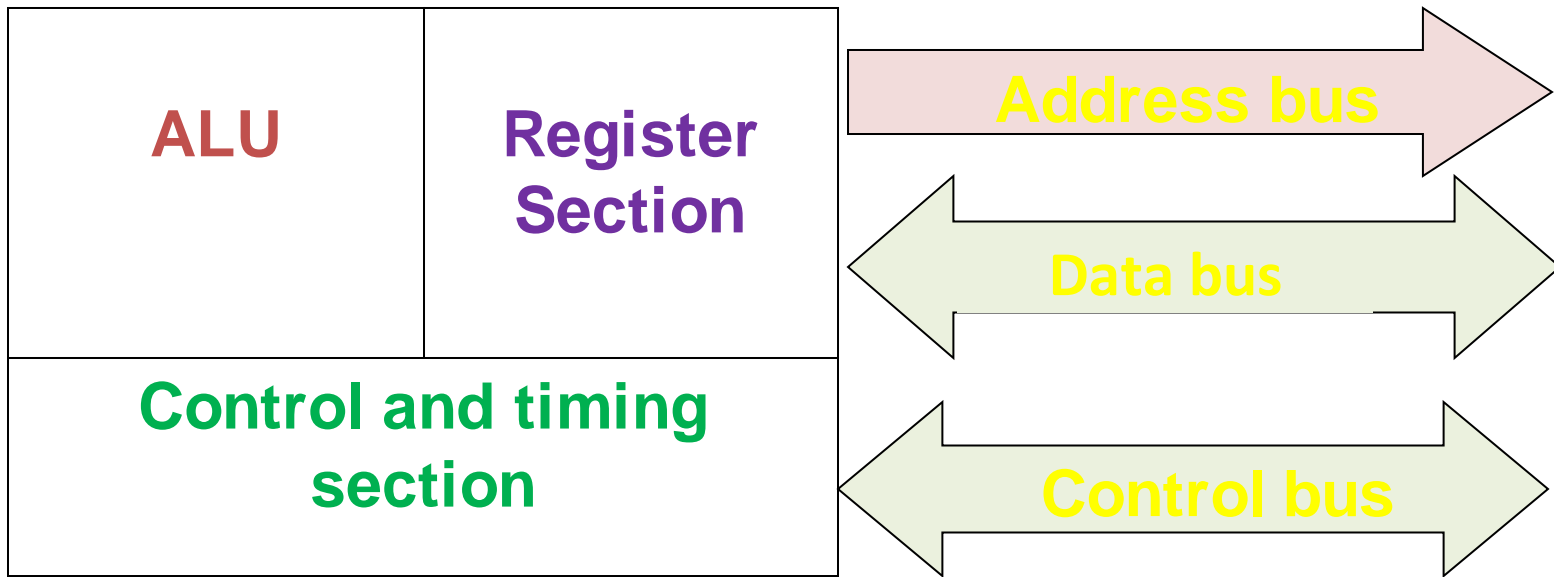 ALU
Register
Section
Control and timing
section
Address bus
Data bus
Control bus